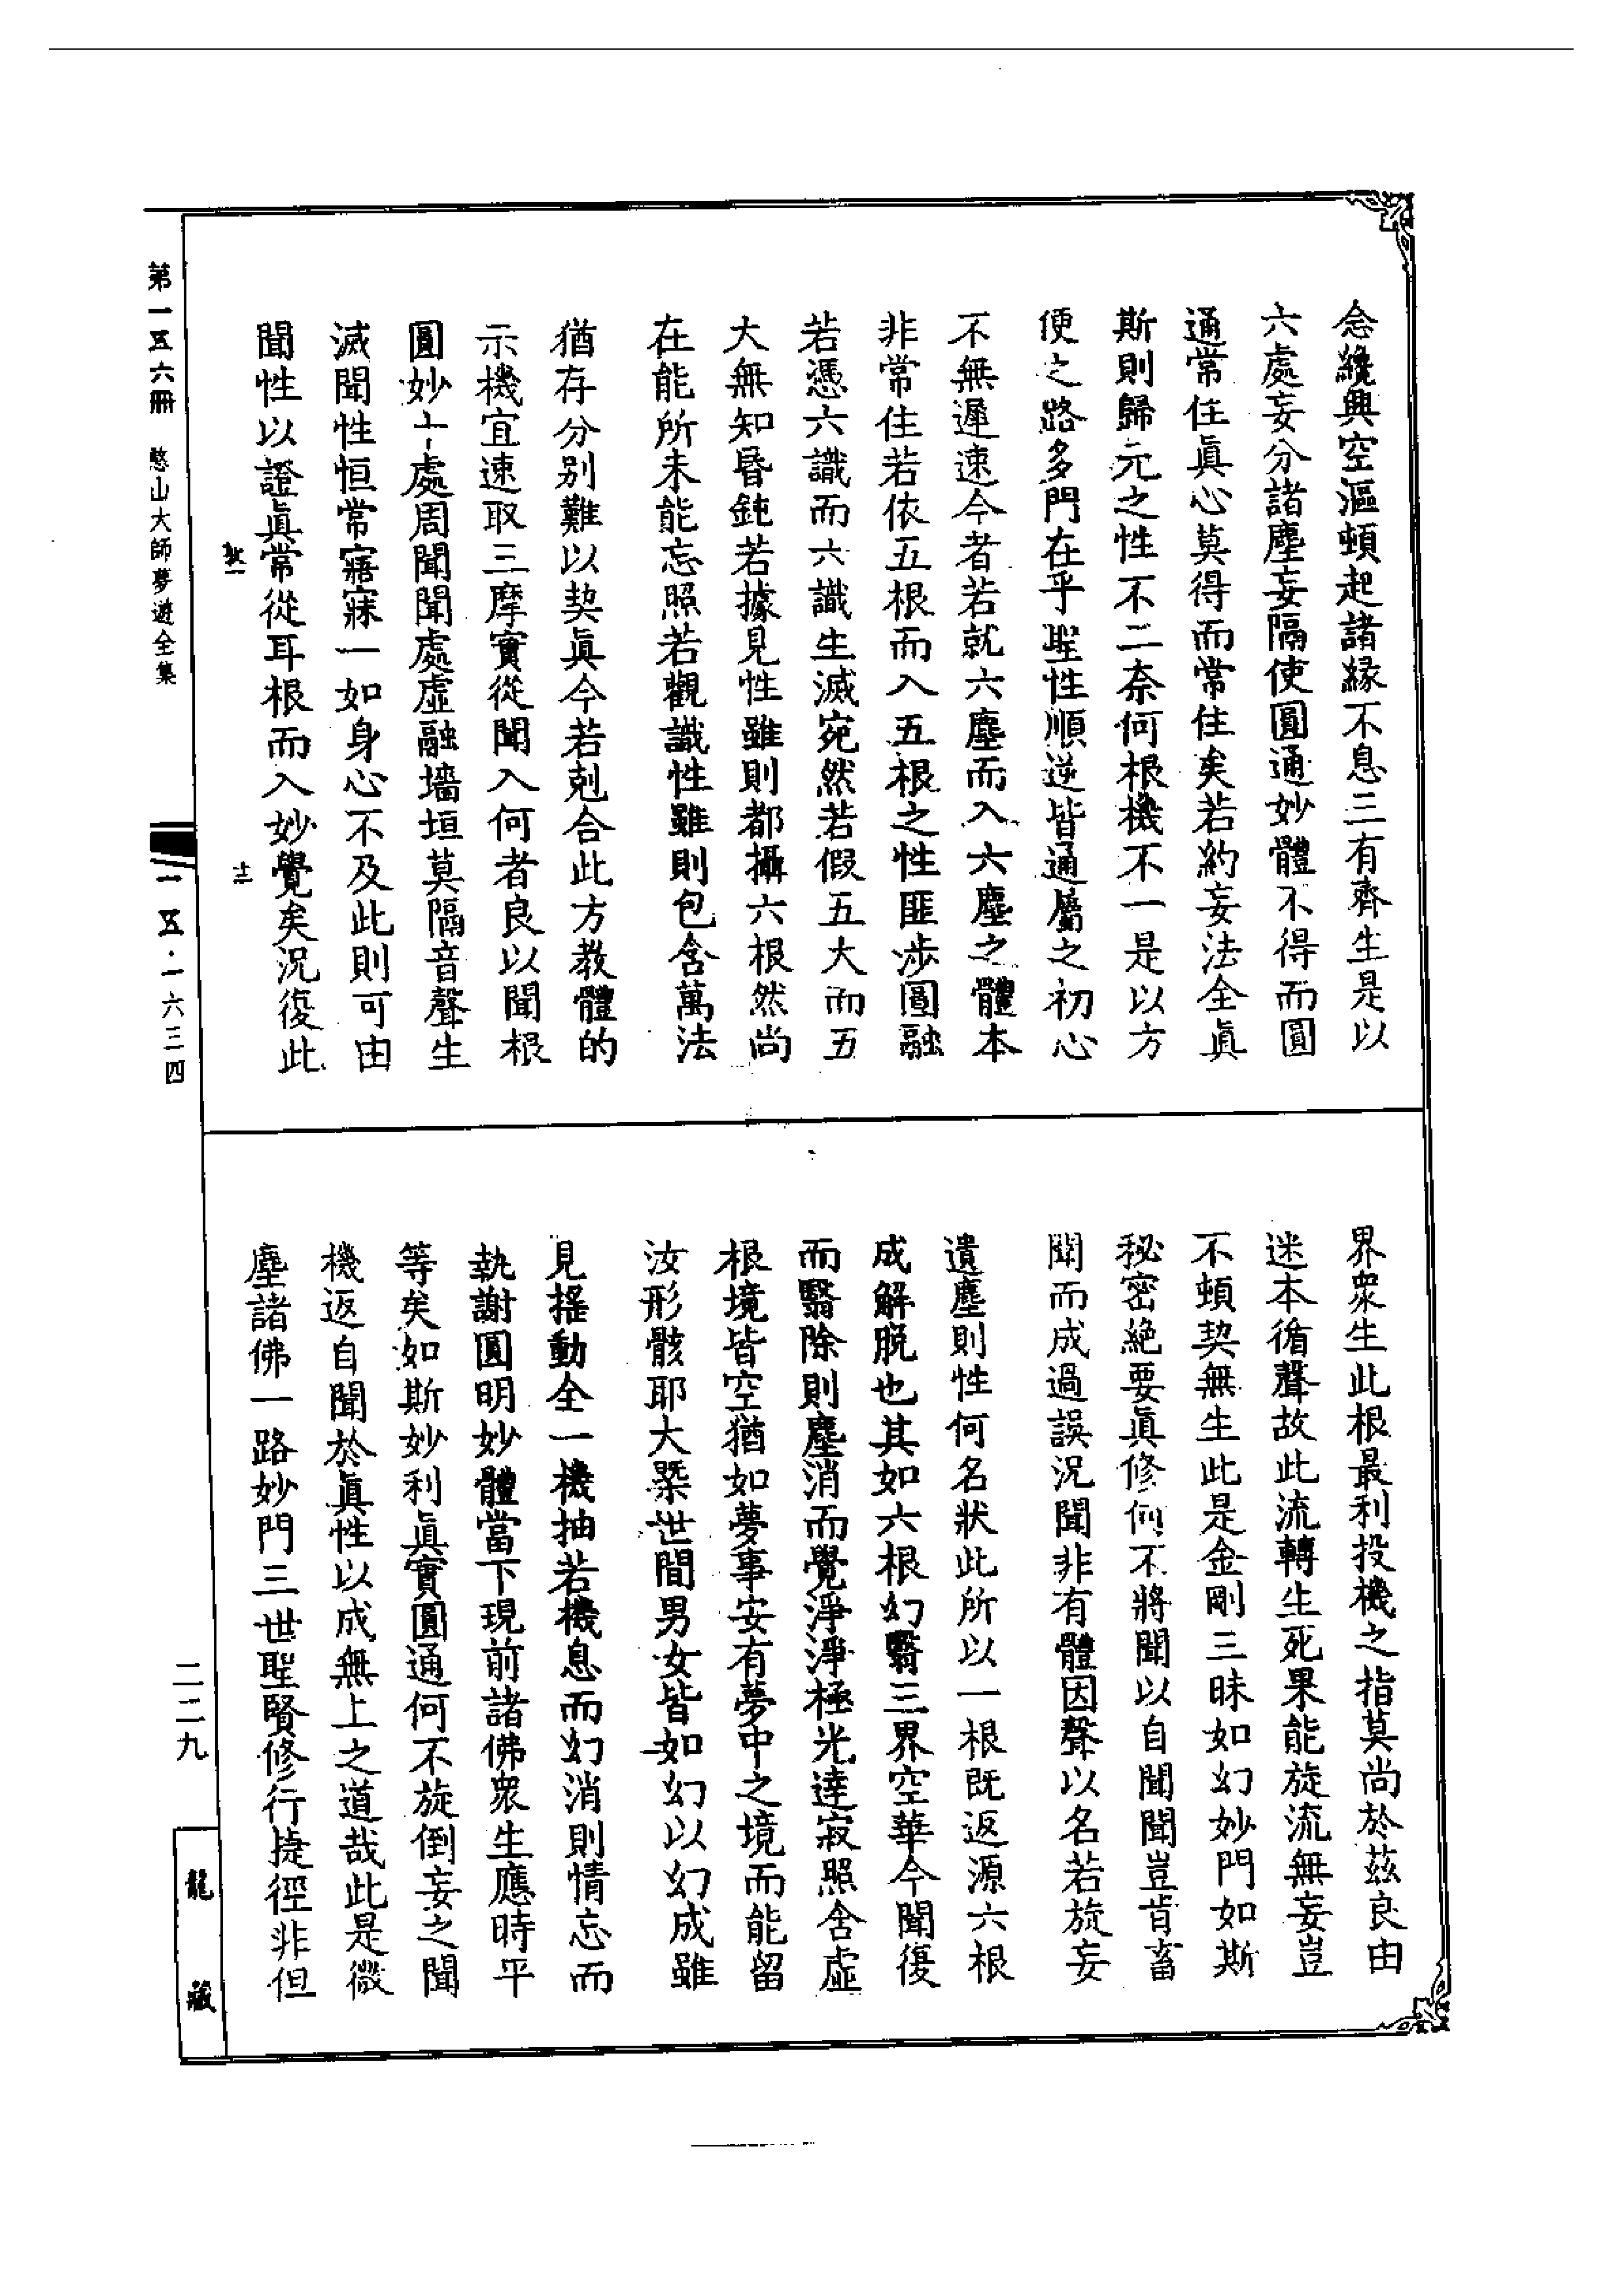 念纔興空漚頓起諸緣不息三有齊生是以
六處妄分諸塵妄隔使圓通妙體不得而圓
通常住真心莫得而常住矣若約妄法全眞
斯則歸元之性不二奈何根機不一是以方
便之路多門在乎聖性順逆皆通屬之初心
不無遲速今者若就六塵而入六塵之體本
非常住若依五根而入五根之性匪涉圓融
若憑六識而六識生滅宛然若假五大而五
大無知昏鈍若據見性雖則都攝六根然尚
在能所未能忘照若觀識性雖則包含萬法
猶存分別難以契眞今若剋合此方教體的
示機宜速取三摩實從聞入何者良以聞根
圓妙十處周聞聞處虛融墻垣莫隔音聲生
滅聞性恒常寤寐一如身心不及此則可由
聞性以證眞常從耳根而入妙覺矣況復此
界衆生此根最利投機之指莫尚於茲良由
迷本循聲故此流轉生死果能旋流無妄豈
不頓契無生此是金剛三昧如幻妙門如斯
秘密絶要眞修何不將聞以自聞聞豈肯畜
聞而成過誤況聞非有體因聲以名若旋妄
遺塵則性何名狀此所以一根既返源六根
成解脫也其如六根幻翳三界空華今聞復
而翳除則塵消而覺淨淨極光達寂照含虛
根境皆空猶如夢事安有夢中之境而能留
汝形骸耶大槩世間男女皆如幻以幻成雖
見搖動全一機抽若機息而幻消則情忘而
執謝圓明妙體當下現前諸佛衆生應時平
等矣如斯妙利眞實圓通何不旋倒妄之聞
機返自聞於眞性以成無上之道哉此是微
塵諸佛一路妙門三世聖賢修行捷徑非但
第一五六冊 憨山大師夢遊全集
一五·一六三四
二二九
龍藏